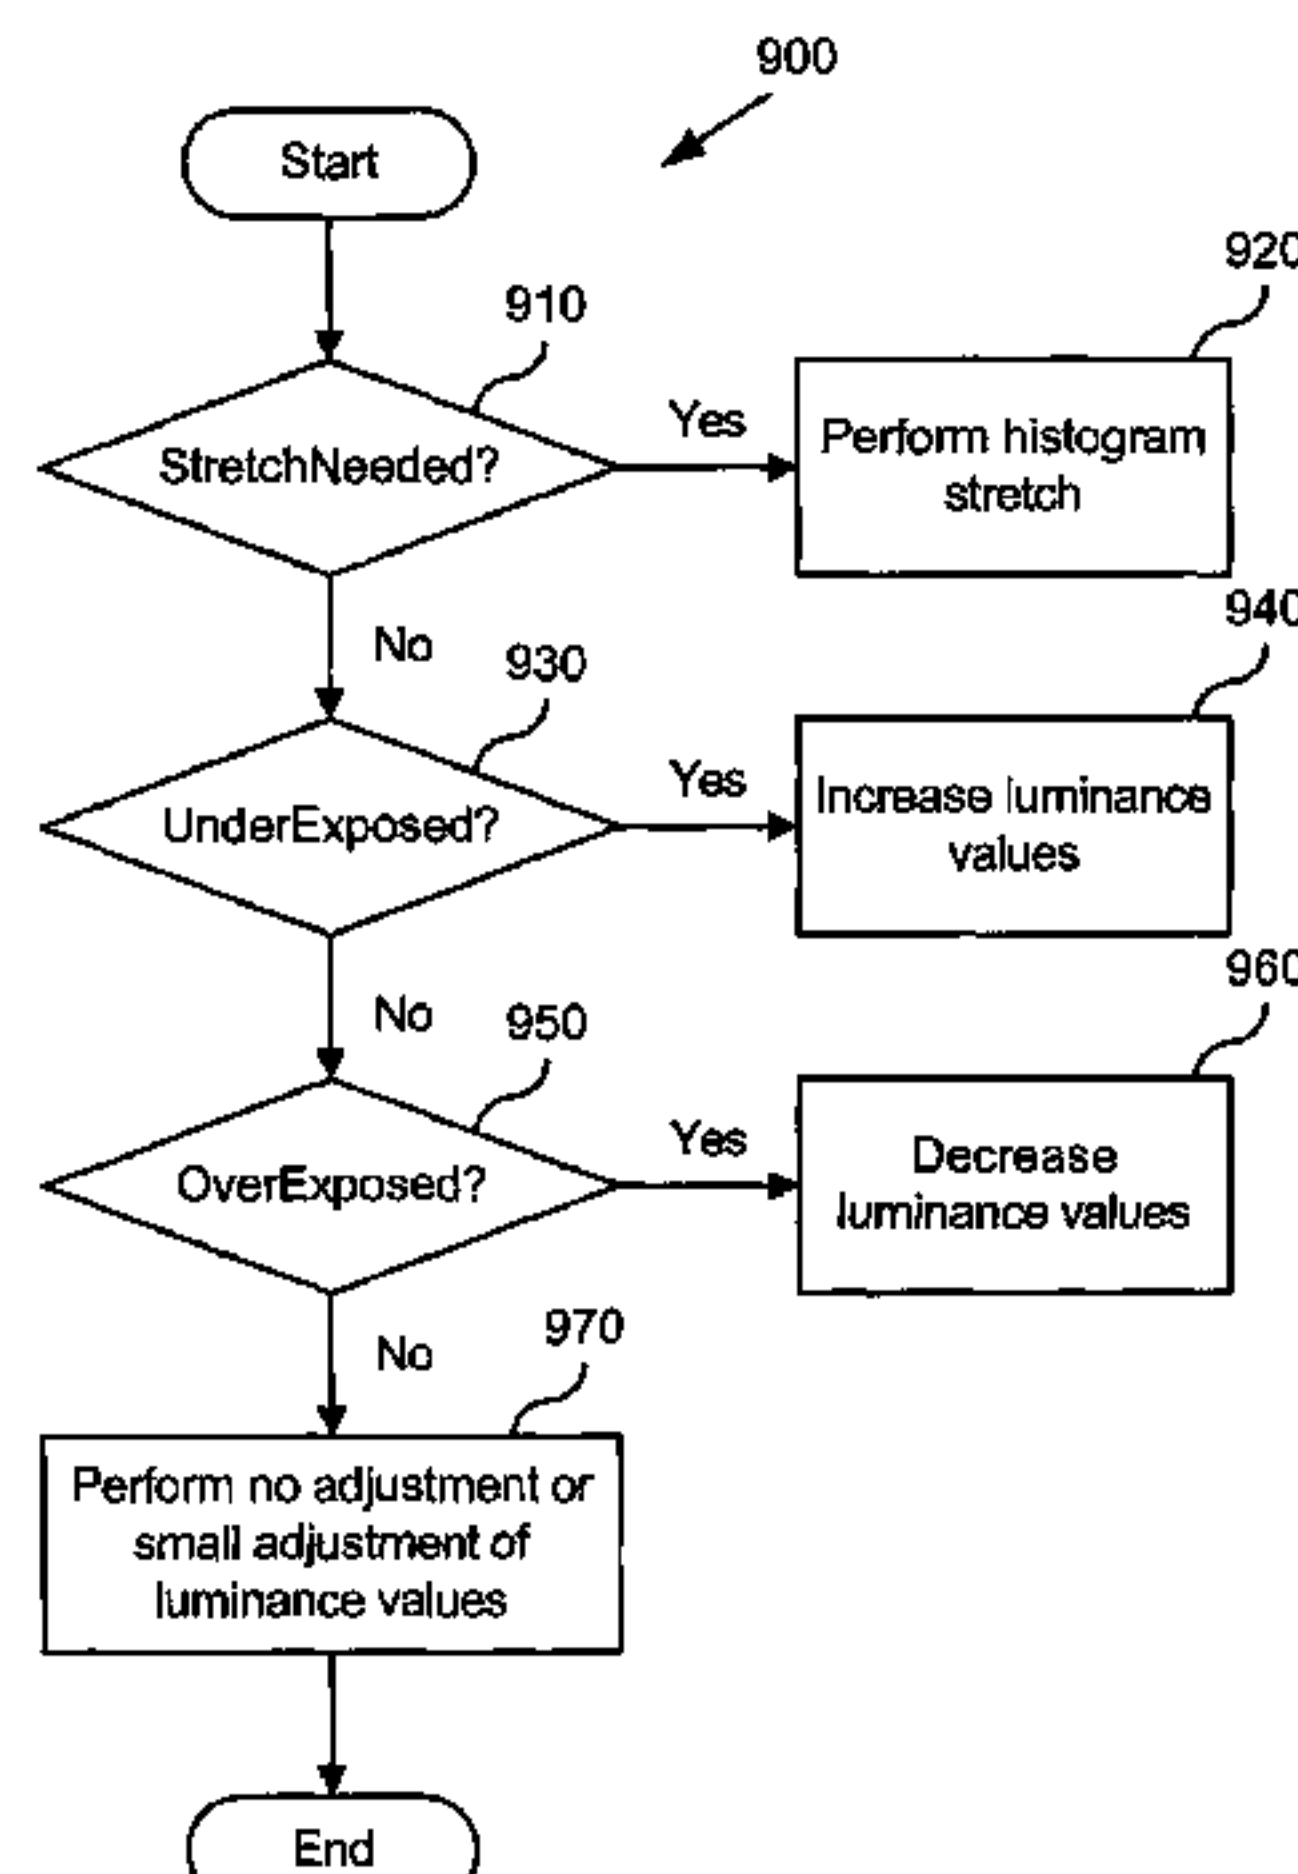 900
Start
910
920
StretchNeeded?
Yes
Perform histogram
stretch
No
930
940
UnderExposed?
Yes
Increase luminance
values
No
950
960
OverExposed?
Yes
Decrease
luminance values
No
970
Perform no adjustment or
small adjustment of
luminance values
End